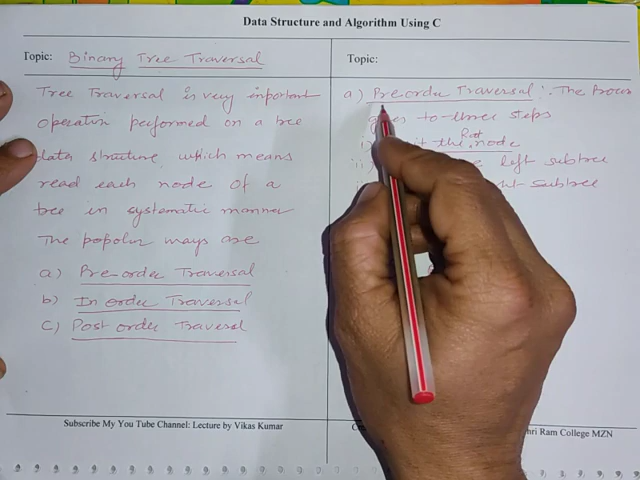 Data Structure and Algorithm Using C
Topic: Binary Tree Traversal
Tree Traversal is very important
operation performed on a tree
data structure, which means
read each node of a
tree in systematic manner
The popular ways are
a) Pre order Traversal
b) In order Traversal
c) Post order Traversal
Subscribe My You Tube Channel: Lecture by Vikas Kumar
Topic:
a) Pre order Traversal :- The
to three steps
i) the Root node
ii) left subtree
subtree
Ram College MZN